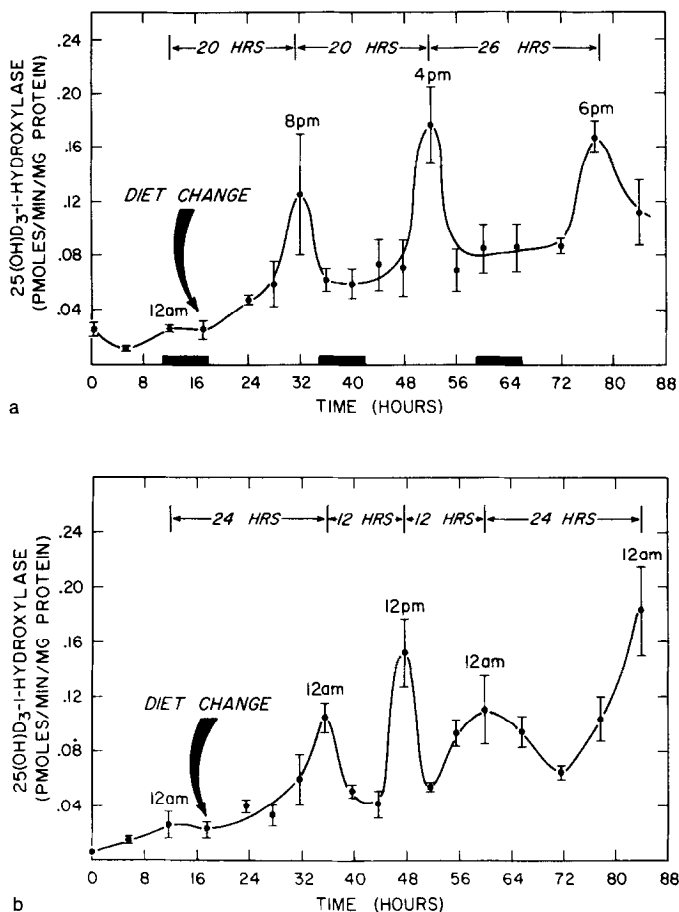 .24
.20
.16
.12
.08
.04
25(OH)D3-1-HYDROXYLASE
(PMOLES/MIN/MG PROTEIN)
20 HRS
20 HRS
26 HRS
8pm
4pm
6pm
DIET CHANGE
12am
0 8 16 24 32 40 48 56 64 72 80 88
TIME (HOURS)
a
.24
.20
.16
.12
.08
.04
25(OH)D3-1-HYDROXYLASE
(PMOLES/MIN/MG PROTEIN)
24 HRS
12 HRS
12 HRS
24 HRS
12am
12pm
12am
12am
DIET CHANGE
12am
0 8 16 24 32 40 48 56 64 72 80 88
TIME (HOURS)
b